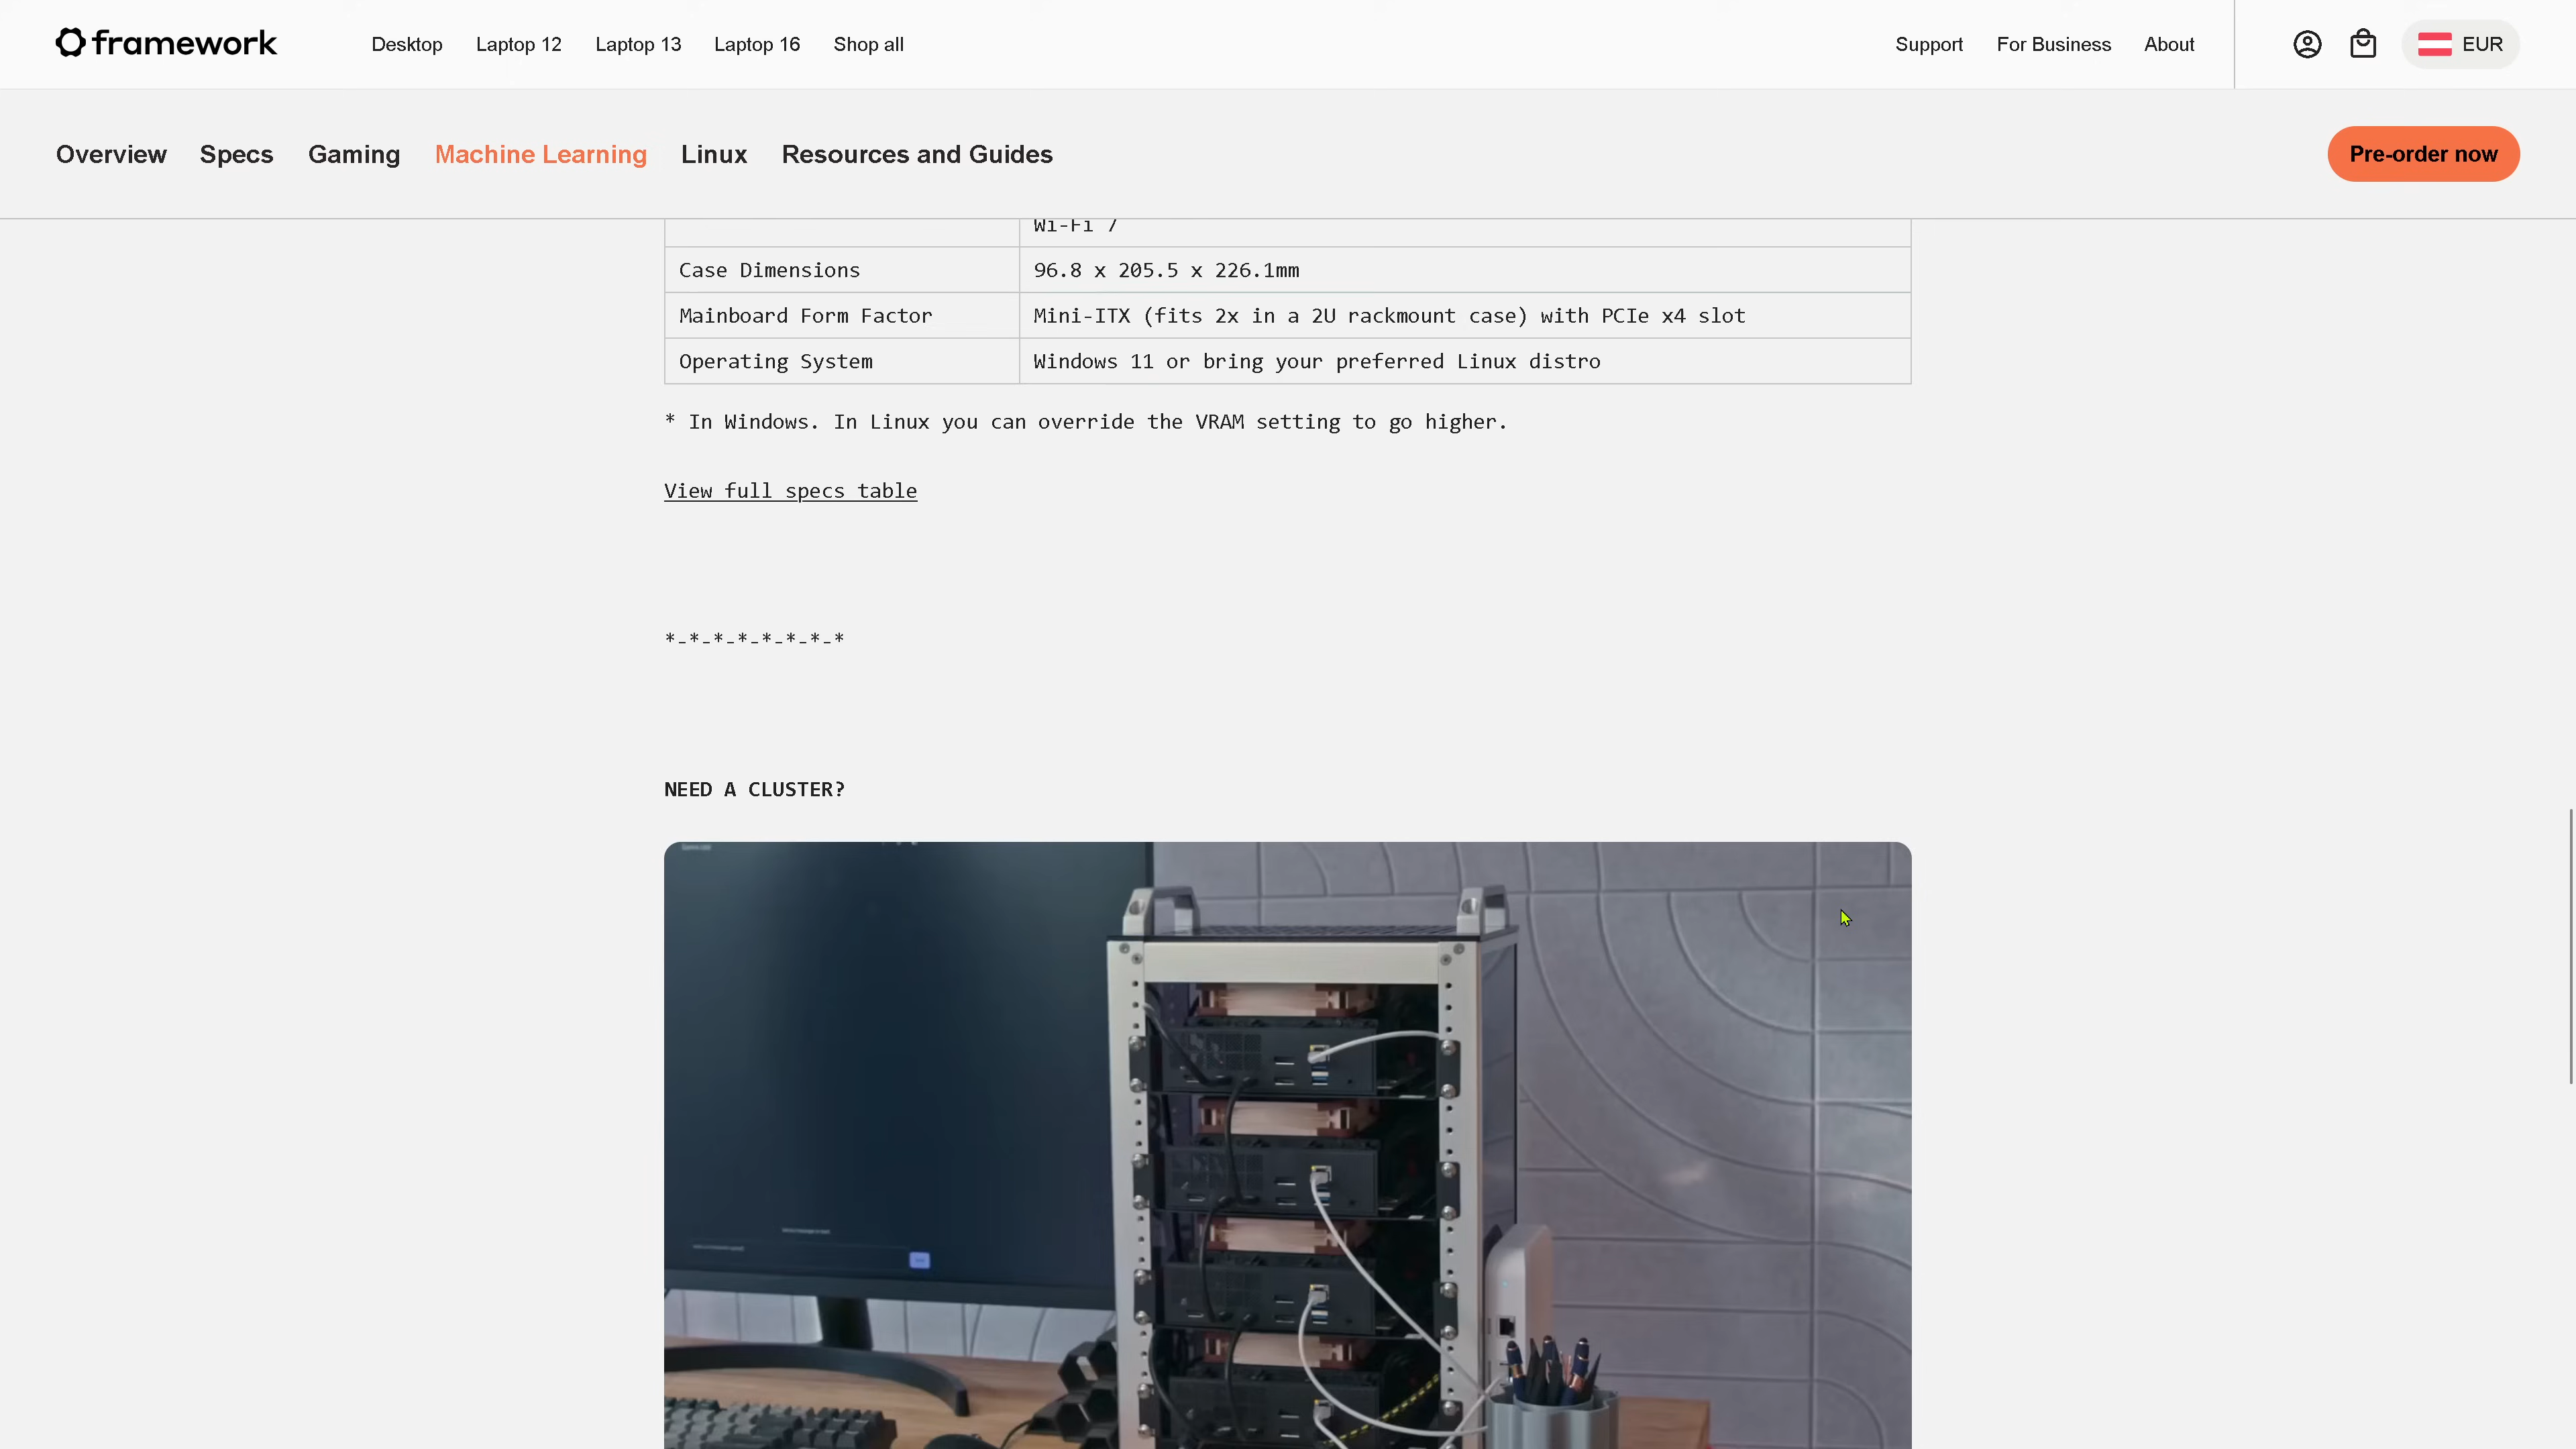 framework
Desktop
Laptop 12
Laptop 13
Laptop 16
Shop all
Support
For Business
About
EUR
Overview
Specs
Gaming
Machine Learning
Linux
Resources and Guides
Pre-order now
Wi-Fi 7
Case Dimensions
96.8 x 205.5 x 226.1mm
Mainboard Form Factor
Mini-ITX (fits 2x in a 2U rackmount case) with PCIe x4 slot
Operating System
Windows 11 or bring your preferred Linux distro
* In Windows. In Linux you can override the VRAM setting to go higher.
View full specs table
*-*-*-*-*-*-*-*
NEED A CLUSTER?